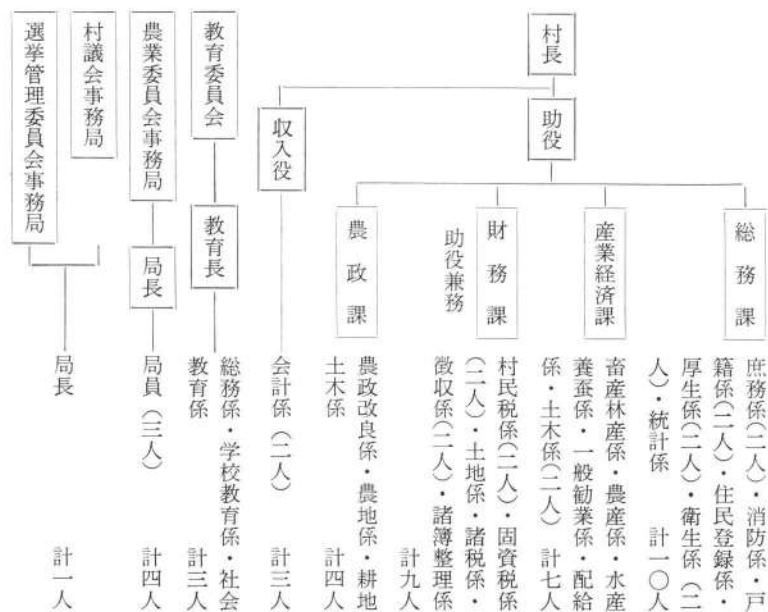 村長
助役
総務課
庶務係(二人)・消防係・戸
籍係(二人)・住民登録係・
厚生係(二人)・衛生係(二
人)・統計係　計一〇人
産業経済課
畜産林産係・農産係・水産
養蚕係・一般勧業係・配給
係・土木係(二人)　計七人
財務課
助役兼務
村民税係(二人)・固資税係
(二人)・土地係・諸税係・
徴収係(二人)・諸簿整理係
計九人
農政課
農政改良係・農地係・耕地
土木係　計四人
収入役
会計係(二人)　計三人
教育委員会
教育長
総務係・学校教育係・社会
教育係　計三人
農業委員会事務局
局長
局員(三人)　計四人
村議会事務局
選挙管理委員会事務局
局長　計一人